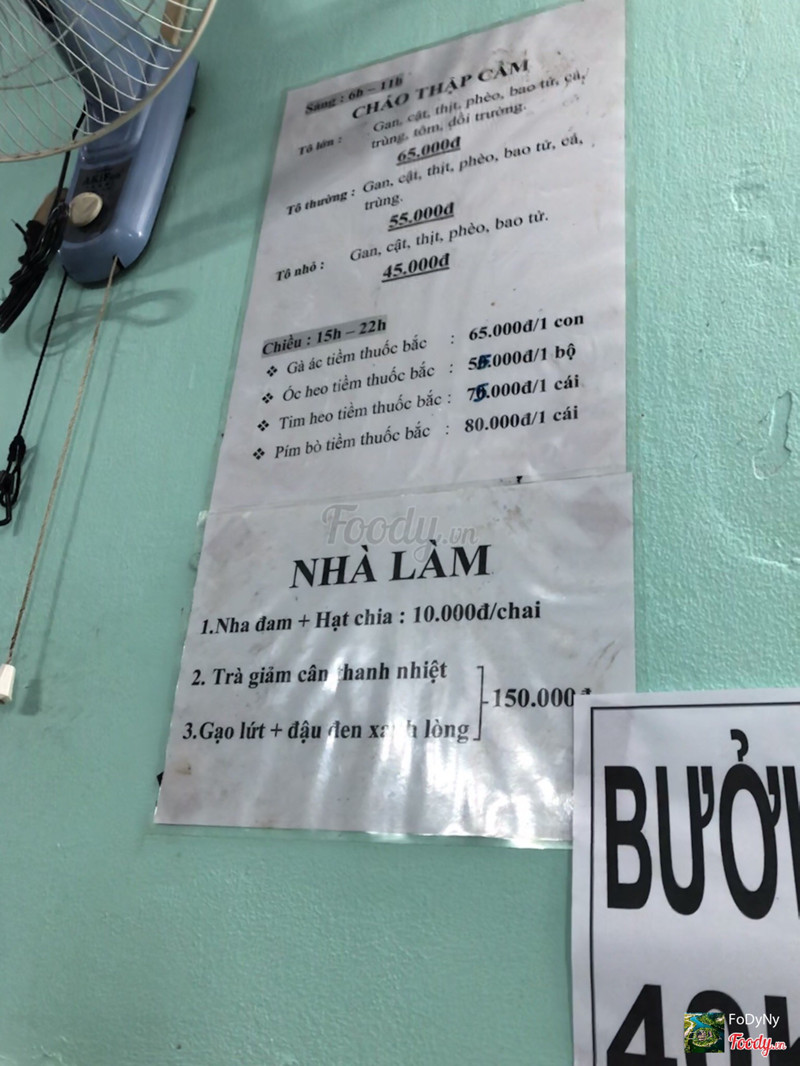 Sáng : 6h – 11h
CHÁO THẬP CẨM
Tô lớn : Gan, cật, thịt, phèo, bao tử, cá,
trùng, tôm, dồi trường.
65.000đ
Tô thường : Gan, cật, thịt, phèo, bao tử, cá,
trùng.
55.000đ
Tô nhỏ : Gan, cật, thịt, phèo, bao tử.
45.000đ
Chiều : 15h – 22h
❖ Gà ác tiềm thuốc bắc : 65.000đ/1 con
❖ Óc heo tiềm thuốc bắc : 55.000đ/1 bộ
❖ Tim heo tiềm thuốc bắc : 75.000đ/1 cái
❖ Pím bò tiềm thuốc bắc : 80.000đ/1 cái
Foody.vn
NHÀ LÀM
1.Nha đam + Hạt chia : 10.000đ/chai
2. Trà giảm cân thanh nhiệt
-150.000đ
3.Gạo lứt + đậu đen xanh lòng
BƯỞI
40k
FoDyNy
Foody.vn